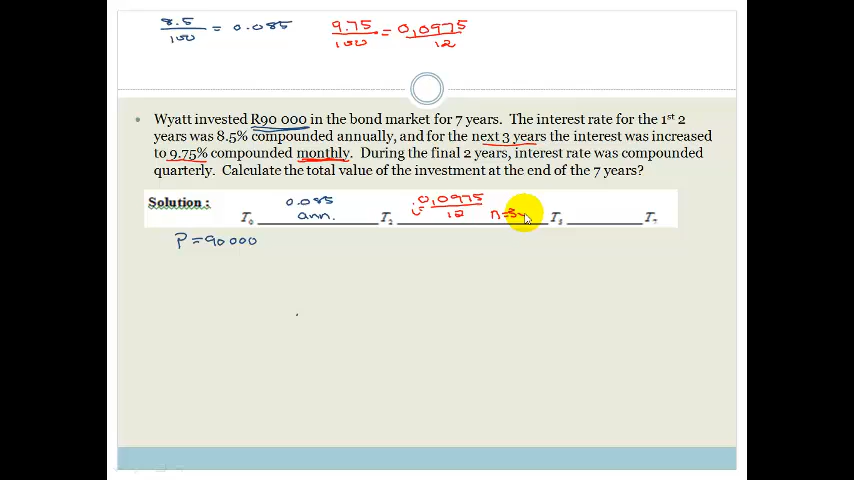 8.5/100 = 0.085 9.75/100 = 0,0975/12
Wyatt invested R90 000 in the bond market for 7 years. The interest rate for the 1st 2
years was 8.5% compounded annually, and for the next 3 years the interest was increased
to 9.75% compounded monthly. During the final 2 years, interest rate was compounded
quarterly. Calculate the total value of the investment at the end of the 7 years?
Solution : 0.085 i = 0,0975/12 n=3
T0 ann. T2 T5 T7
P = 90 000